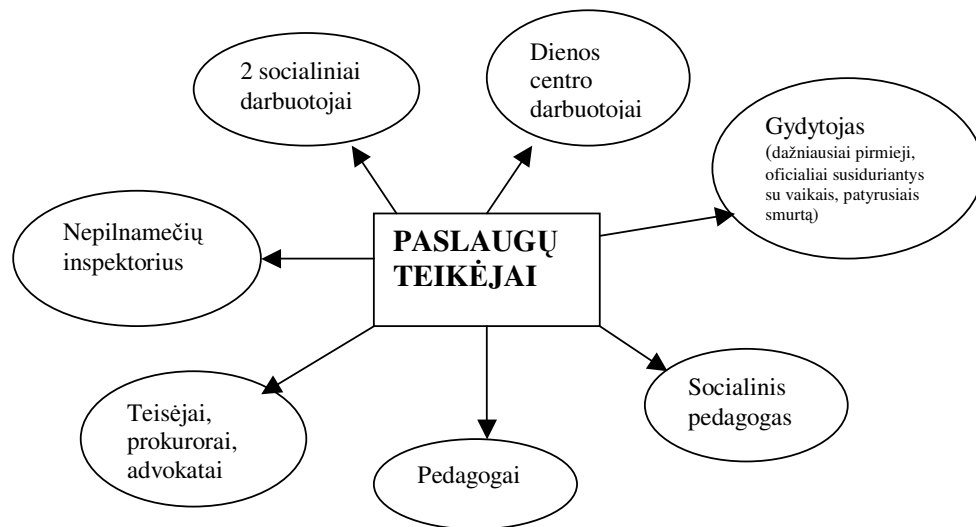 2 socialiniai
darbuotojai
Dienos
centro
darbuotojai
Gydytojas
(dažniausiai pirmieji,
oficialiai susiduriantys
su vaikais, patyrusiais
smurtą)
Nepilnamečių
inspektorius
PASLAUGŲ
TEIKĖJAI
Socialinis
pedagogas
Teisėjai,
prokurorai,
advokatai
Pedagogai